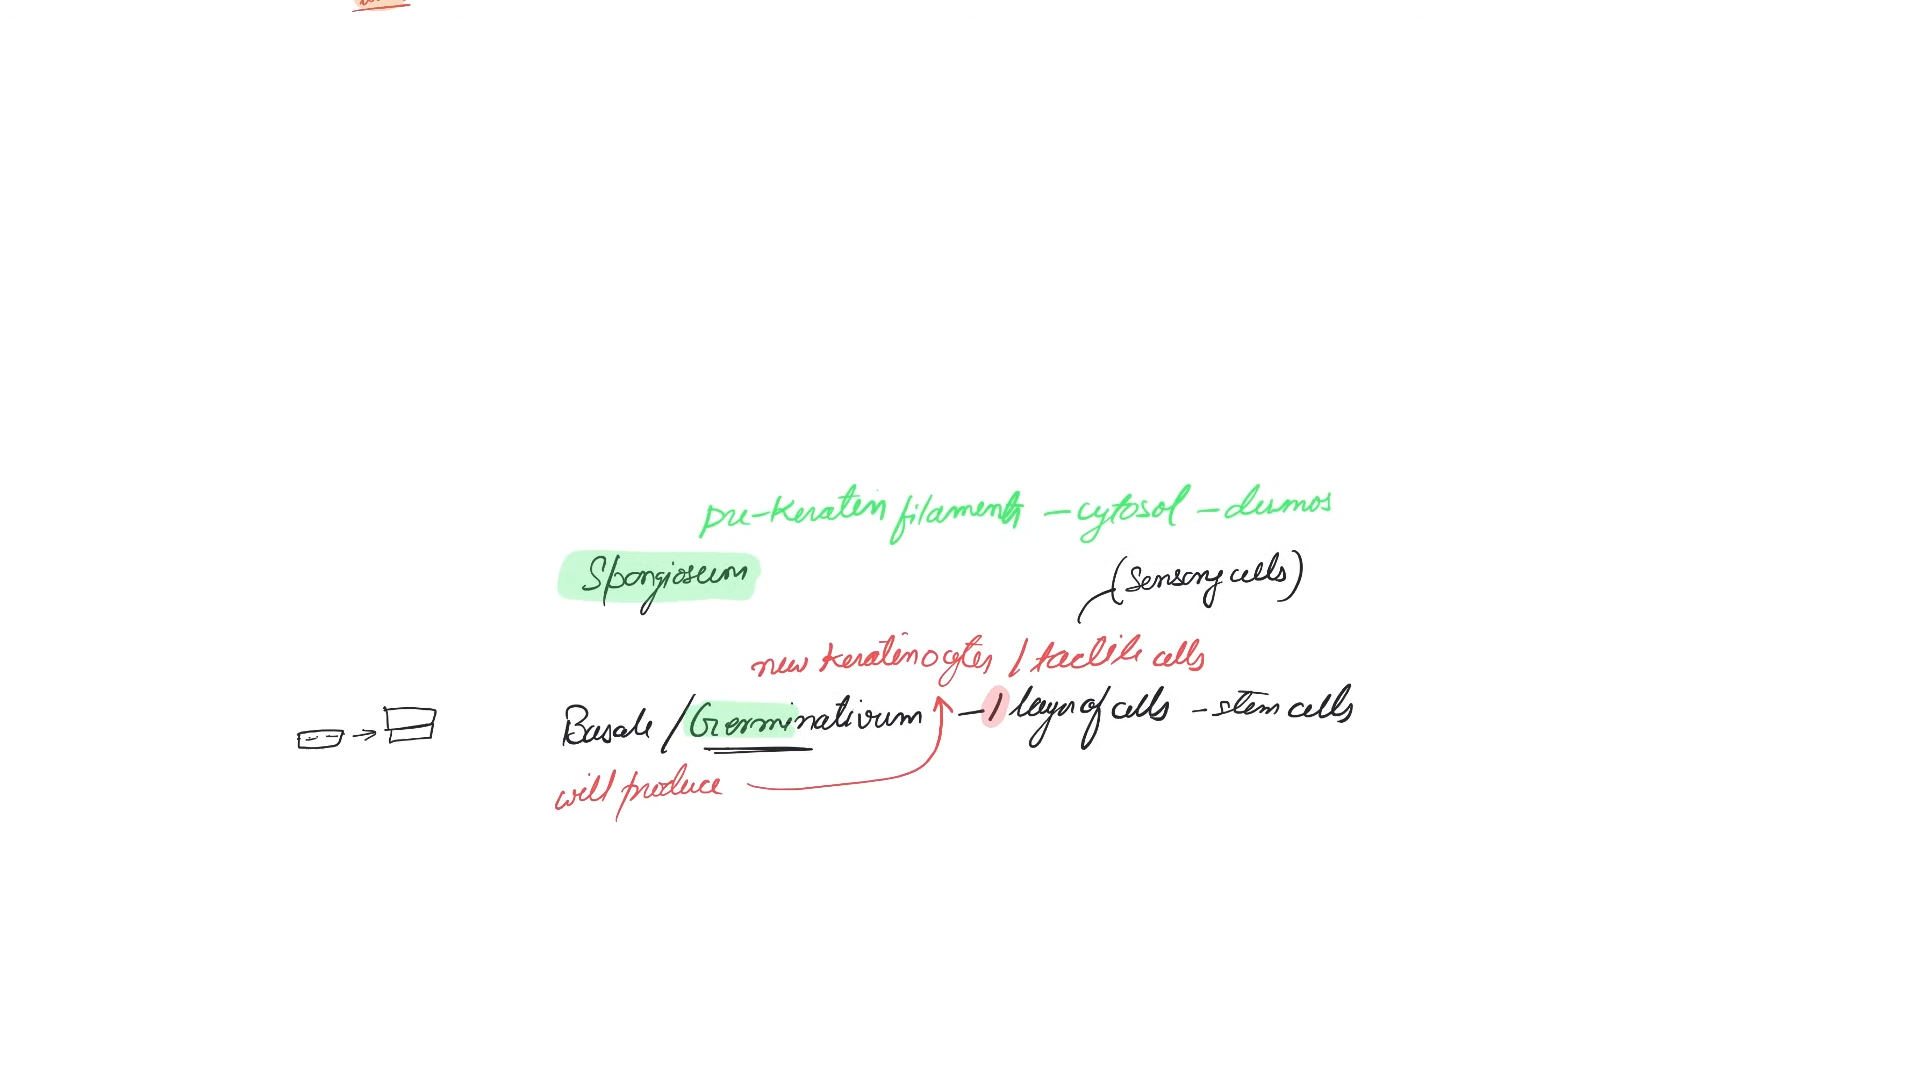 pre-keratin filaments - cytosol - desmos
Spongioseum
(Sensory cells)
new keratinocytes / tactile cells
Basale / Germinativum - 1 layer of cells - stem cells
will produce